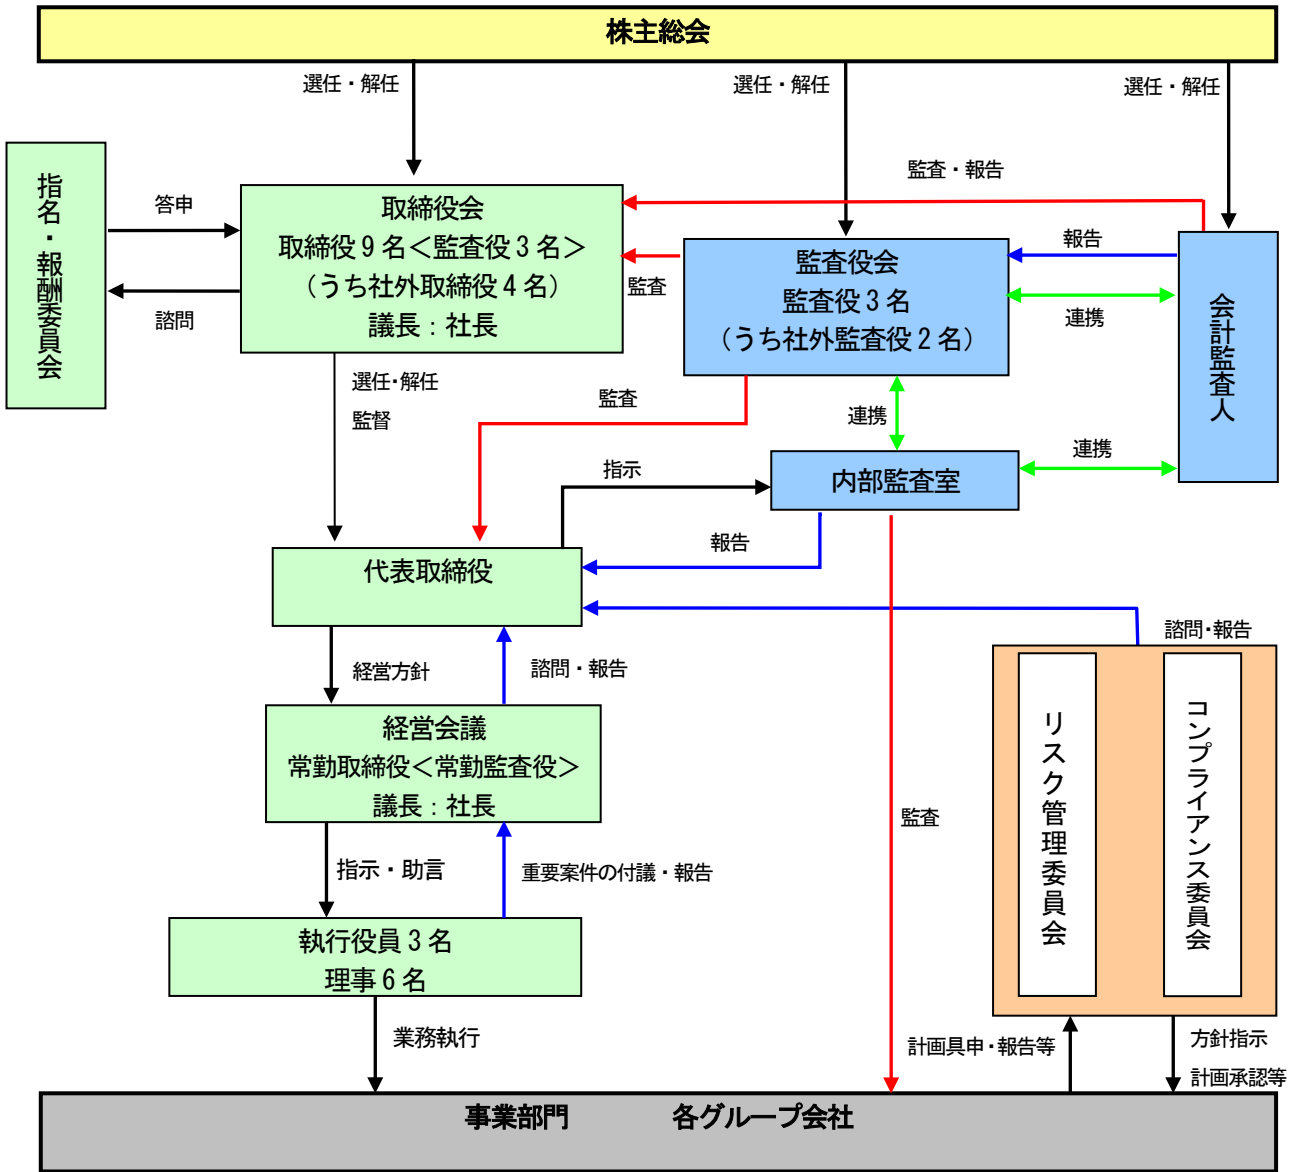 株主総会
選任・解任
選任・解任
選任・解任
指名・報酬委員会
答申
諮問
取締役会
取締役９名＜監査役３名＞
（うち社外取締役４名）
議長：社長
監査・報告
監査
監査役会
監査役３名
（うち社外監査役２名）
報告
連携
会計監査人
選任・解任
監督
監査
連携
連携
指示
内部監査室
報告
代表取締役
諮問・報告
経営方針
諮問・報告
経営会議
常勤取締役＜常勤監査役＞
議長：社長
リスク管理委員会
コンプライアンス委員会
監査
指示・助言
重要案件の付議・報告
執行役員３名
理事６名
業務執行
計画具申・報告等
方針指示
計画承認等
事業部門　　　　各グループ会社